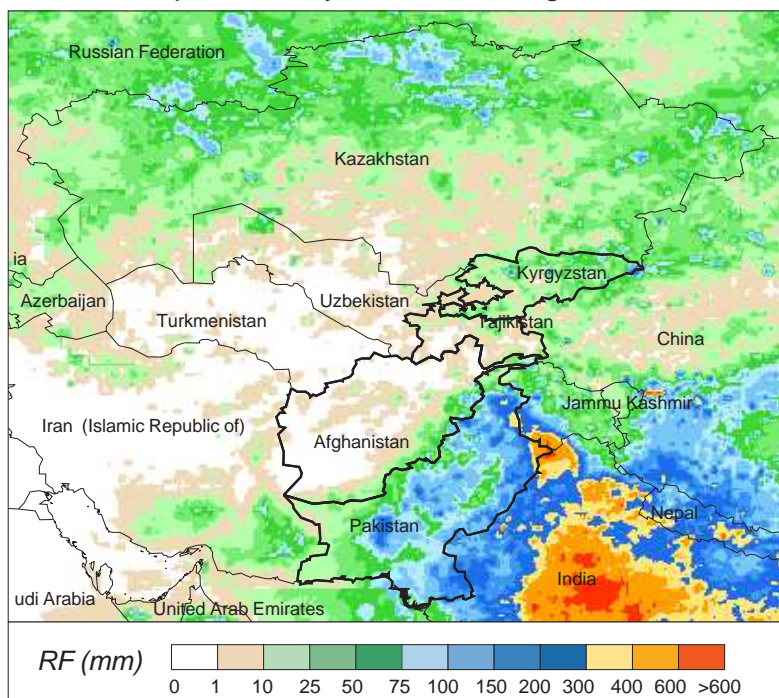 Russian Federation
Kazakhstan
ia
Kyrgyzstan
Azerbaijan
Uzbekistan
Turkmenistan
Tajikistan
China
Jammu Kashmir
Iran (Islamic Republic of)
Afghanistan
Nepal
Pakistan
India
udi Arabia
United Arab Emirates
RF (mm)
0 1 10 25 50 75 100 150 200 300 400 600 >600